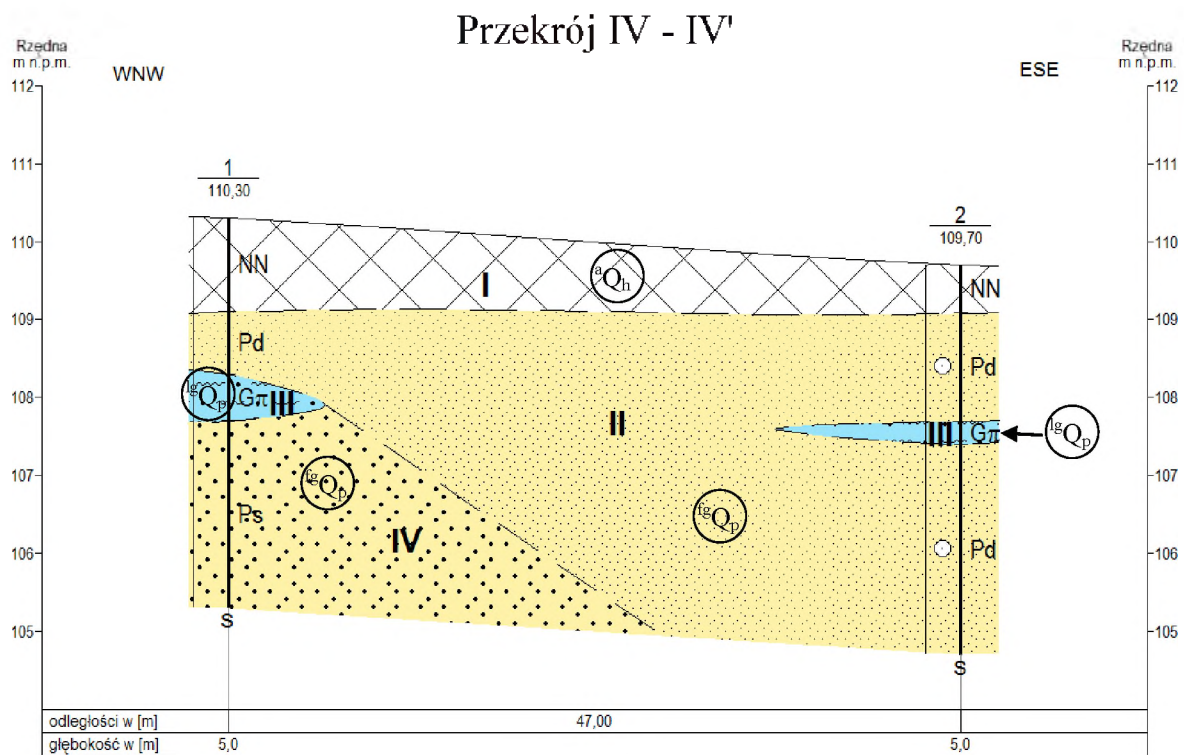 Przekrój IV - IV'
Rzędna
m n.p.m.
WNW
ESE
Rzędna
m n.p.m.
112
112
111
111
1
110,30
2
109,70
110
110
NN
I
aQh
NN
109
109
Pd
Pd
108
lgQp
Gπ
III
II
III
Gπ
lgQp
108
107
fgQp
fgQp
107
Ps
IV
Pd
106
106
105
105
s
s
odległości w [m]
47,00
głębokość w [m]
5,0
5,0